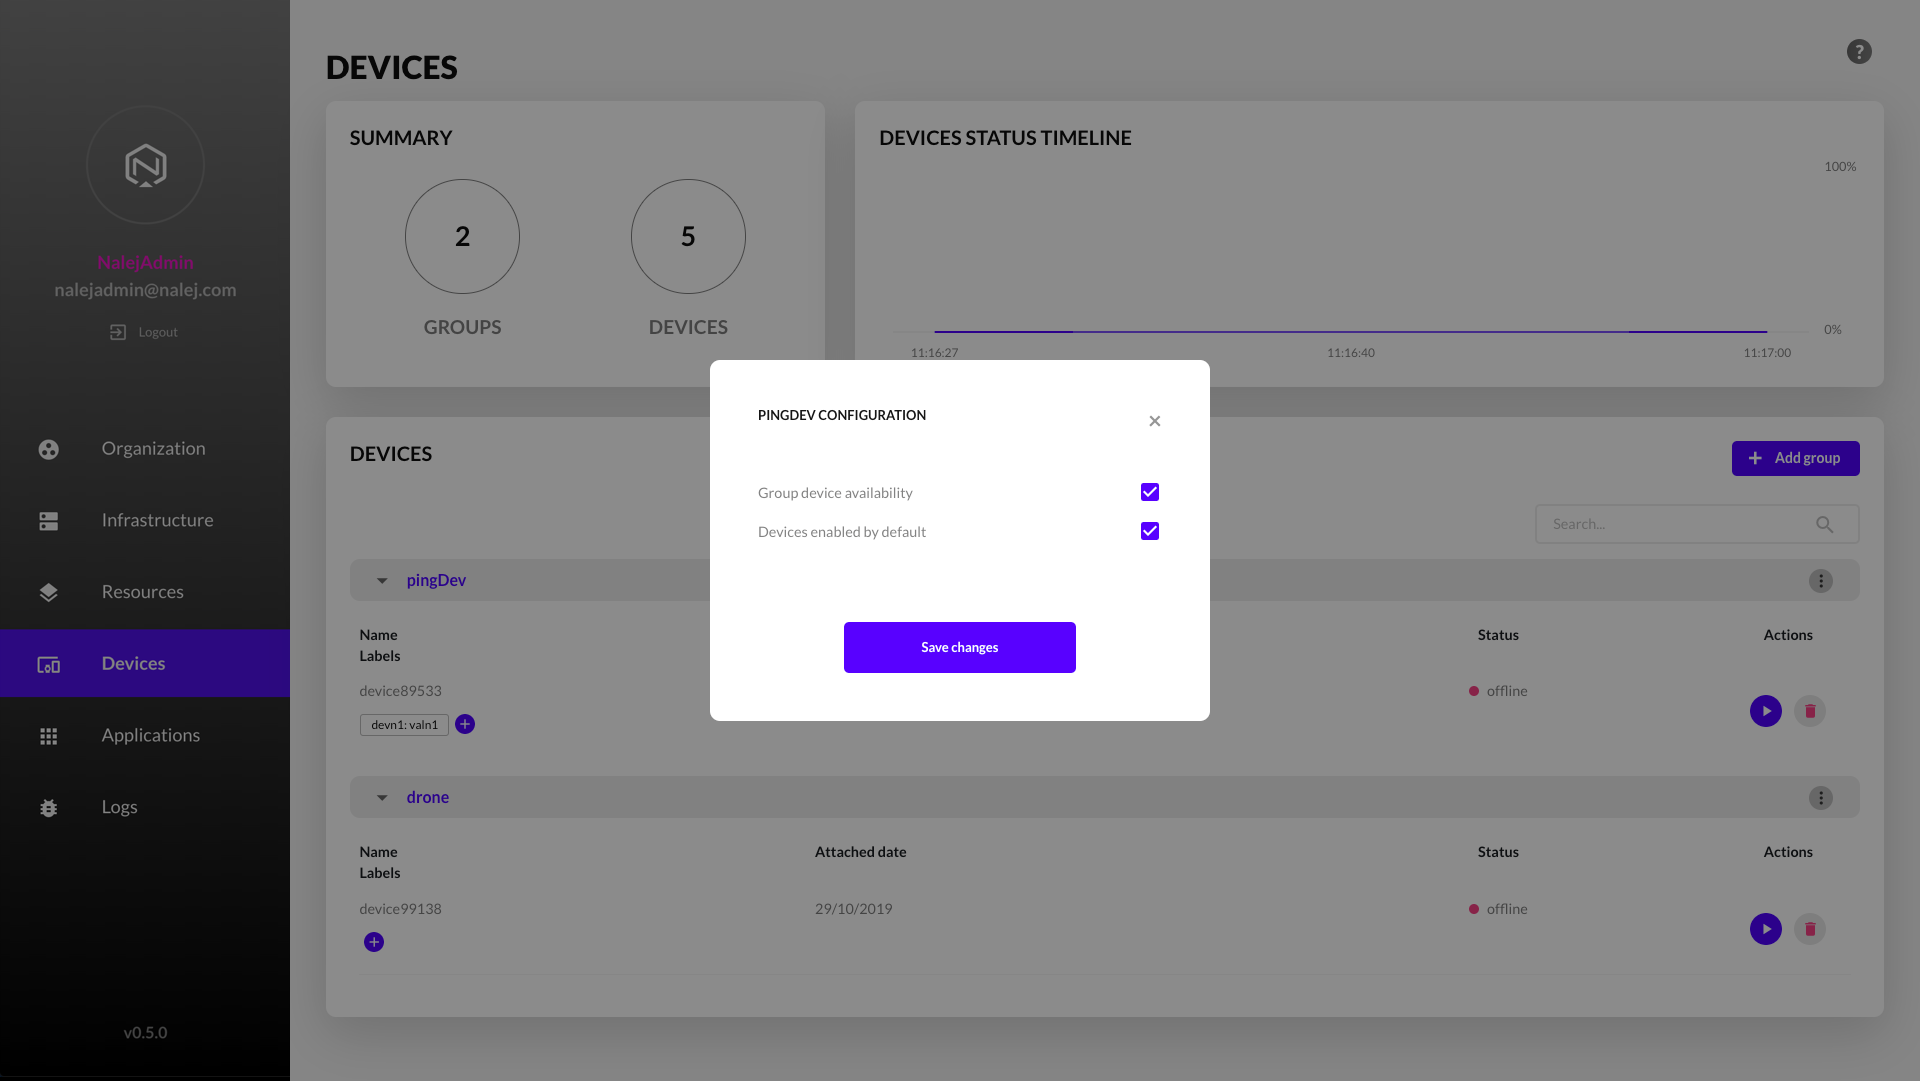 NalejAdmin
nalejadmin@nalej.com
Logout
Organization
Infrastructure
Resources
Devices
Applications
Logs
v0.5.0
DEVICES
?
SUMMARY
2
5
GROUPS
DEVICES
DEVICES STATUS TIMELINE
100%
0%
11:16:27
11:16:40
11:17:00
DEVICES
Add group
Search...
pingDev
Name
Labels
Status
Actions
device89533
offline
devn1: valn1
drone
Name
Labels
Attached date
Status
Actions
device99138
29/10/2019
offline
PINGDEV CONFIGURATION
Group device availability
Devices enabled by default
Save changes